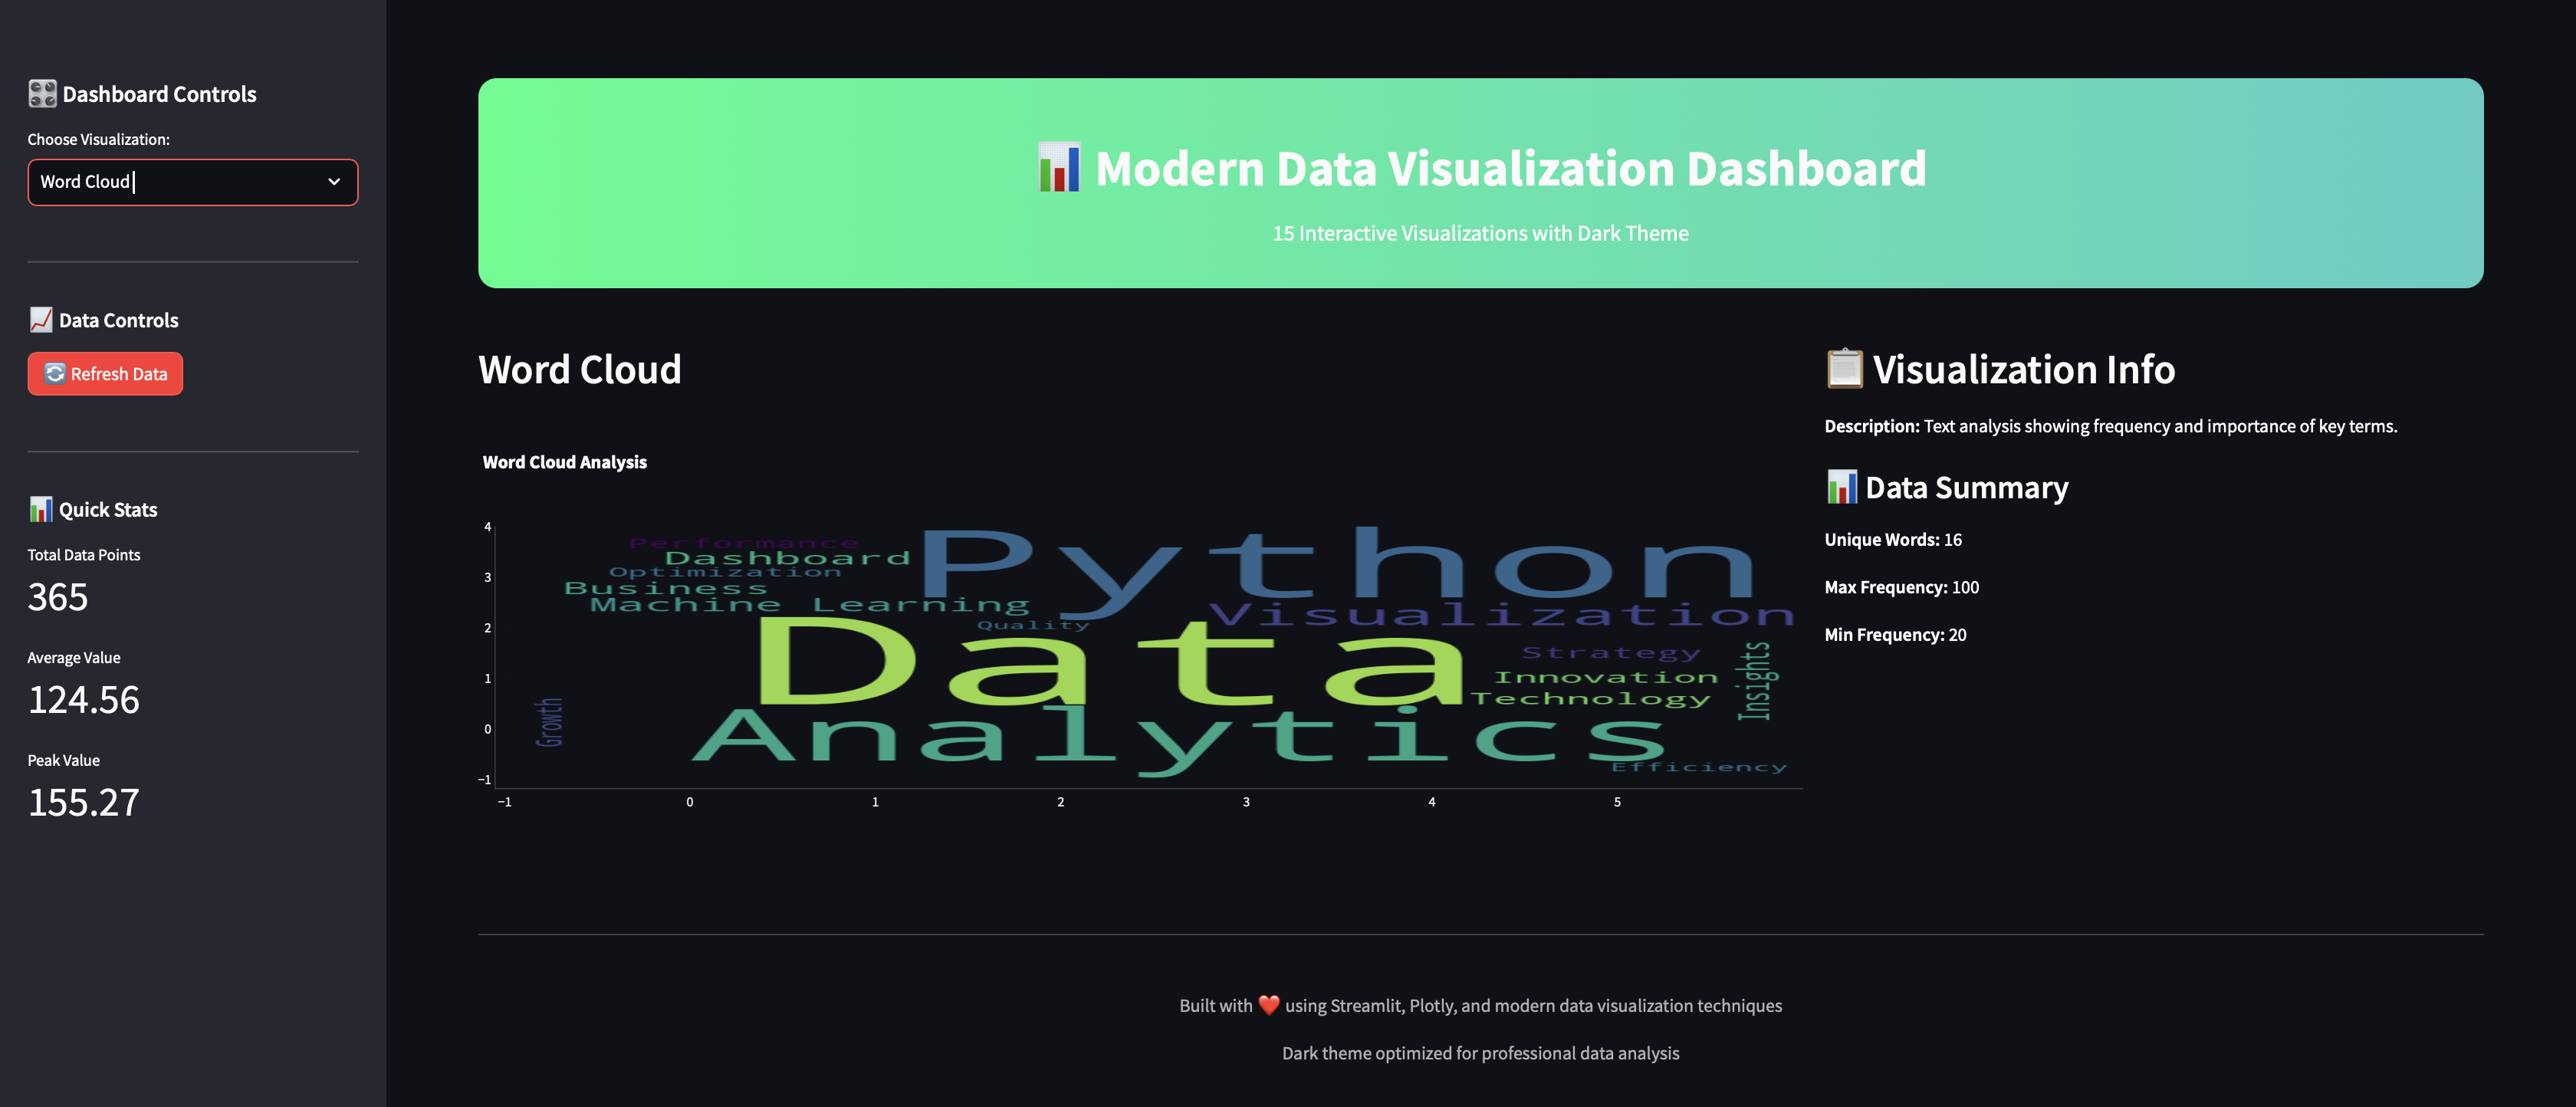 Dashboard Controls
Choose Visualization:
Word Cloud
Data Controls
Refresh Data
Quick Stats
Total Data Points
365
Average Value
124.56
Peak Value
155.27
Modern Data Visualization Dashboard
15 Interactive Visualizations with Dark Theme
Word Cloud
Word Cloud Analysis
4
3
2
1
0
−1
−1
0
1
2
3
4
5
Performance
Dashboard
Optimization
Business
Machine Learning
Python
Visualization
Quality
Data
Strategy
Innovation
Technology
Insights
Growth
Analytics
Efficiency
Visualization Info
Description: Text analysis showing frequency and importance of key terms.
Data Summary
Unique Words: 16
Max Frequency: 100
Min Frequency: 20
Built with ❤️ using Streamlit, Plotly, and modern data visualization techniques
Dark theme optimized for professional data analysis